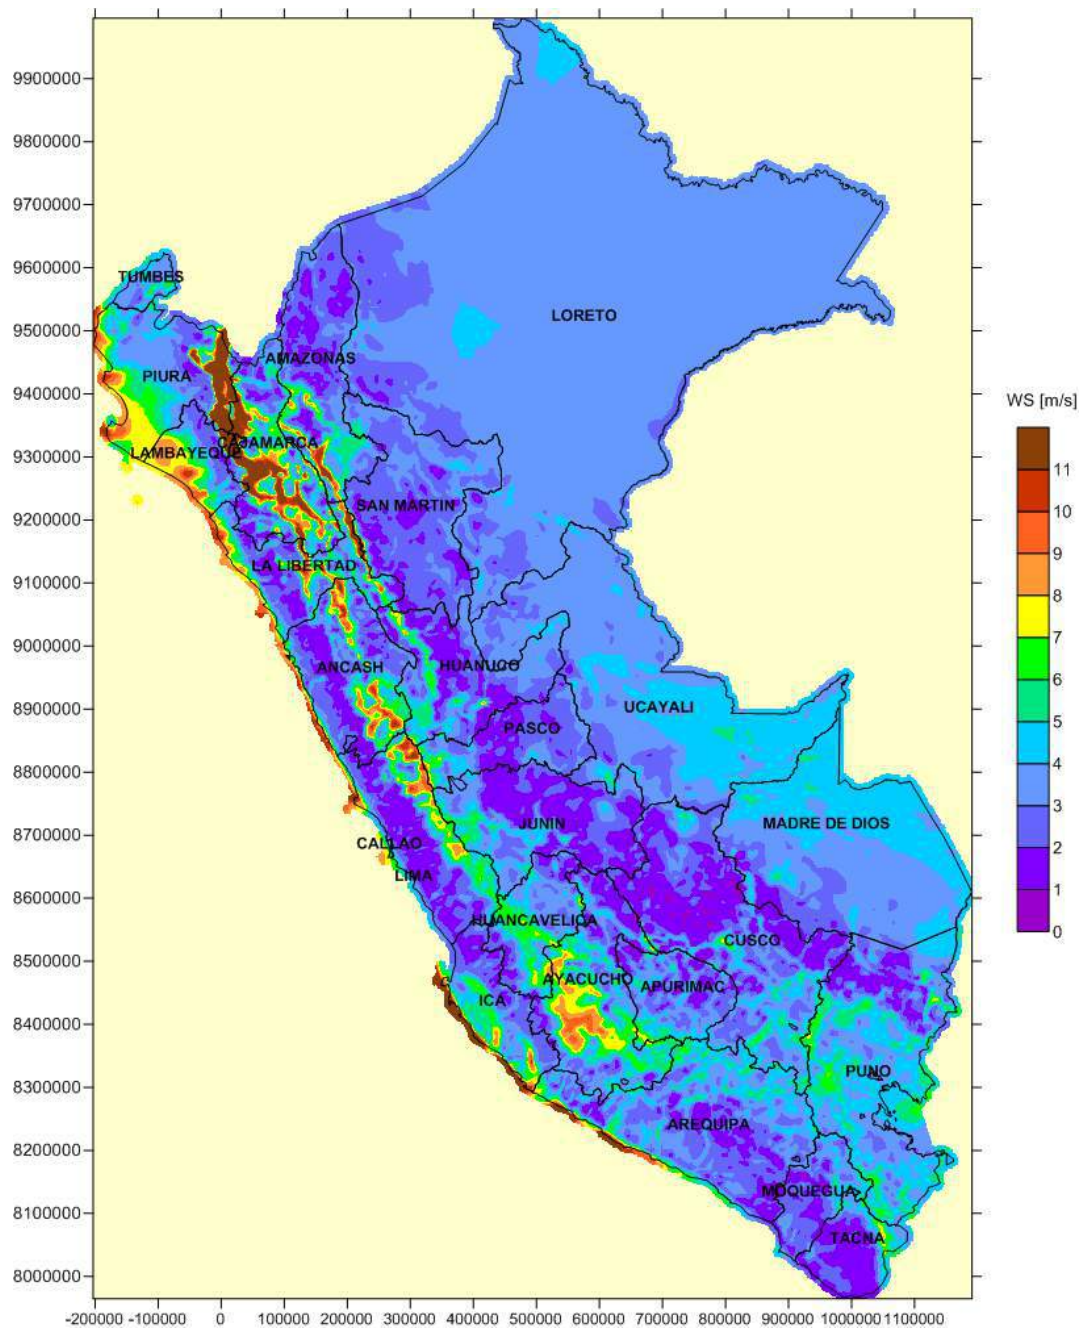 9900000
9800000
9700000
9600000
9500000
9400000
9300000
9200000
9100000
9000000
8900000
8800000
8700000
8600000
8500000
8400000
8300000
8200000
8100000
8000000
TUMBES
LORETO
AMAZONAS
PIURA
CAJAMARCA
LAMBAYEQUE
SAN MARTIN
LA LIBERTAD
ANCASH
HUANUCO
UCAYALI
PASCO
JUNIN
MADRE DE DIOS
CALLAO
LIMA
HUANCAVELICA
CUSCO
AYACUCHO
APURIMAC
ICA
PUNO
AREQUIPA
MOQUEGUA
TACNA
-200000 -100000 0 100000 200000 300000 400000 500000 600000 700000 800000 900000 1000000 1100000
WS [m/s]
11
10
9
8
7
6
5
4
3
2
1
0